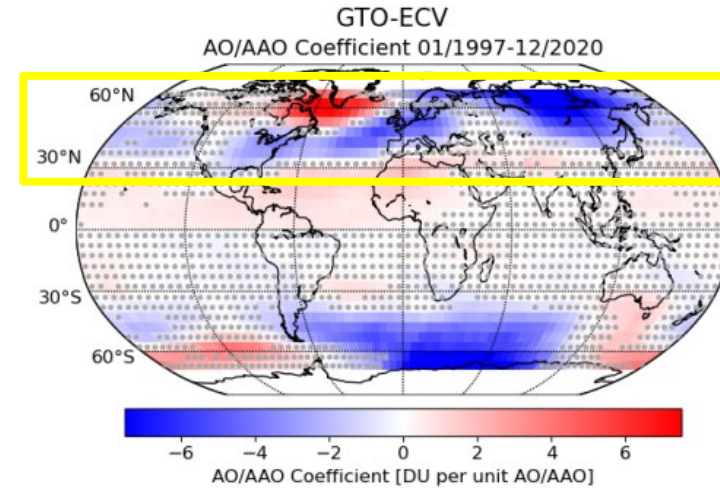 GTO-ECV
AO/AAO Coefficient 01/1997-12/2020
60°N
30°N
0°
30°S
60°S
−6 −4 −2 0 2 4 6
AO/AAO Coefficient [DU per unit AO/AAO]